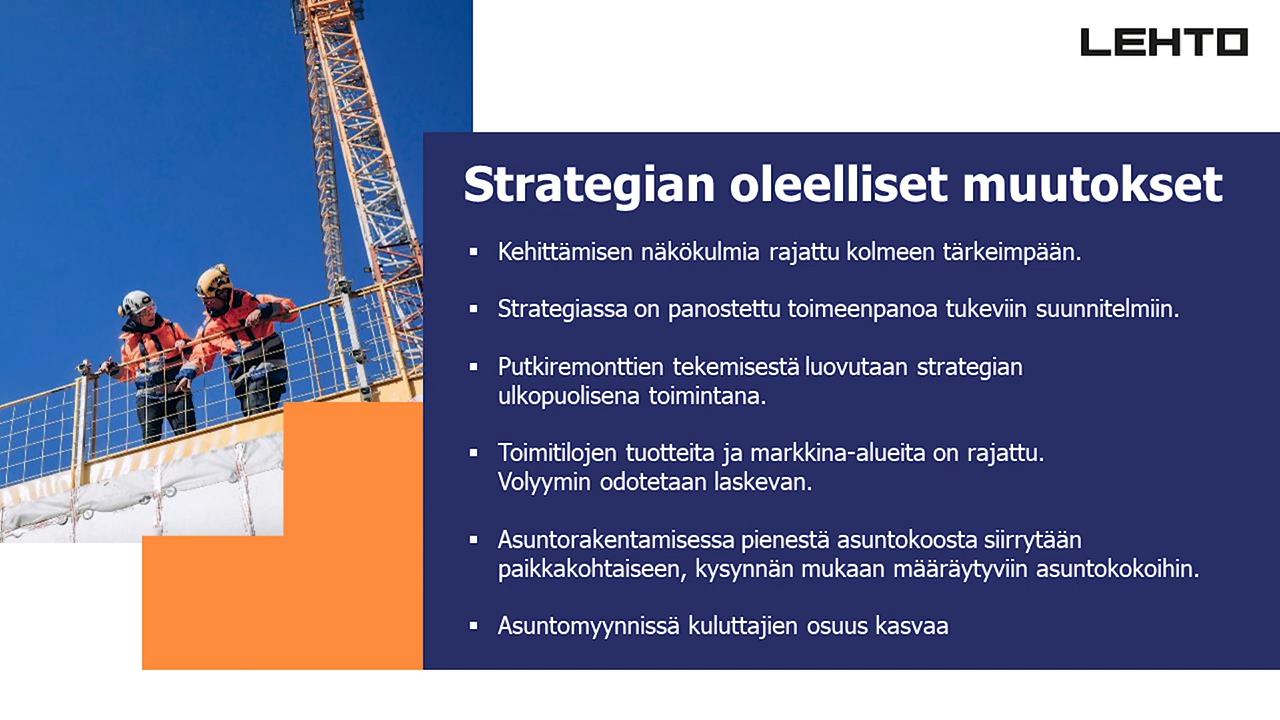 LEHTO
Strategian oleelliset muutokset
▪ Kehittämisen näkökulmia rajattu kolmeen tärkeimpään.
▪ Strategiassa on panostettu toimeenpanoa tukeviin suunnitelmiin.
▪ Putkiremonttien tekemisestä luovutaan strategian
ulkopuolisena toimintana.
▪ Toimitilojen tuotteita ja markkina-alueita on rajattu.
Volyymin odotetaan laskevan.
▪ Asuntorakentamisessa pienestä asuntokoosta siirrytään
paikkakohtaiseen, kysynnän mukaan määräytyviin asuntokokoihin.
▪ Asuntomyynnissä kuluttajien osuus kasvaa